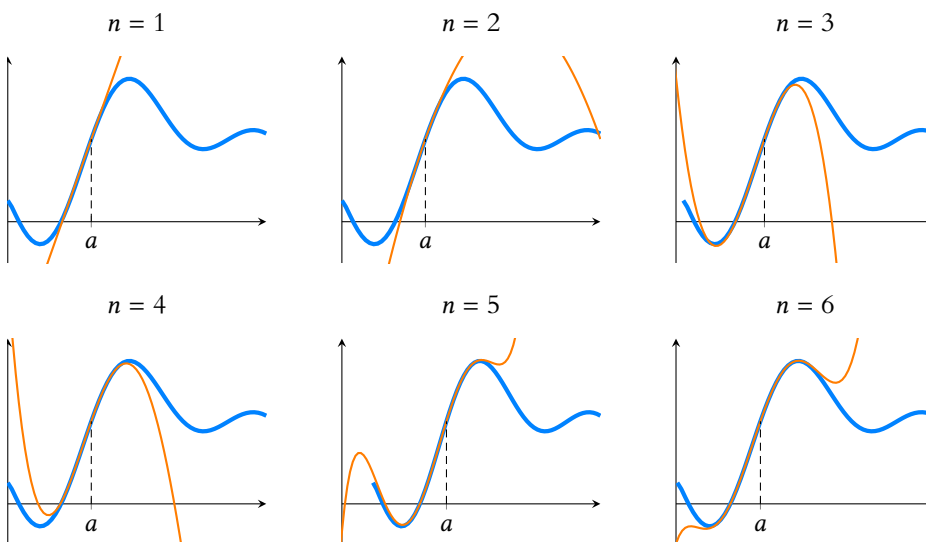 n = 1
n = 2
n = 3
a
a
a
n = 4
n = 5
n = 6
a
a
a